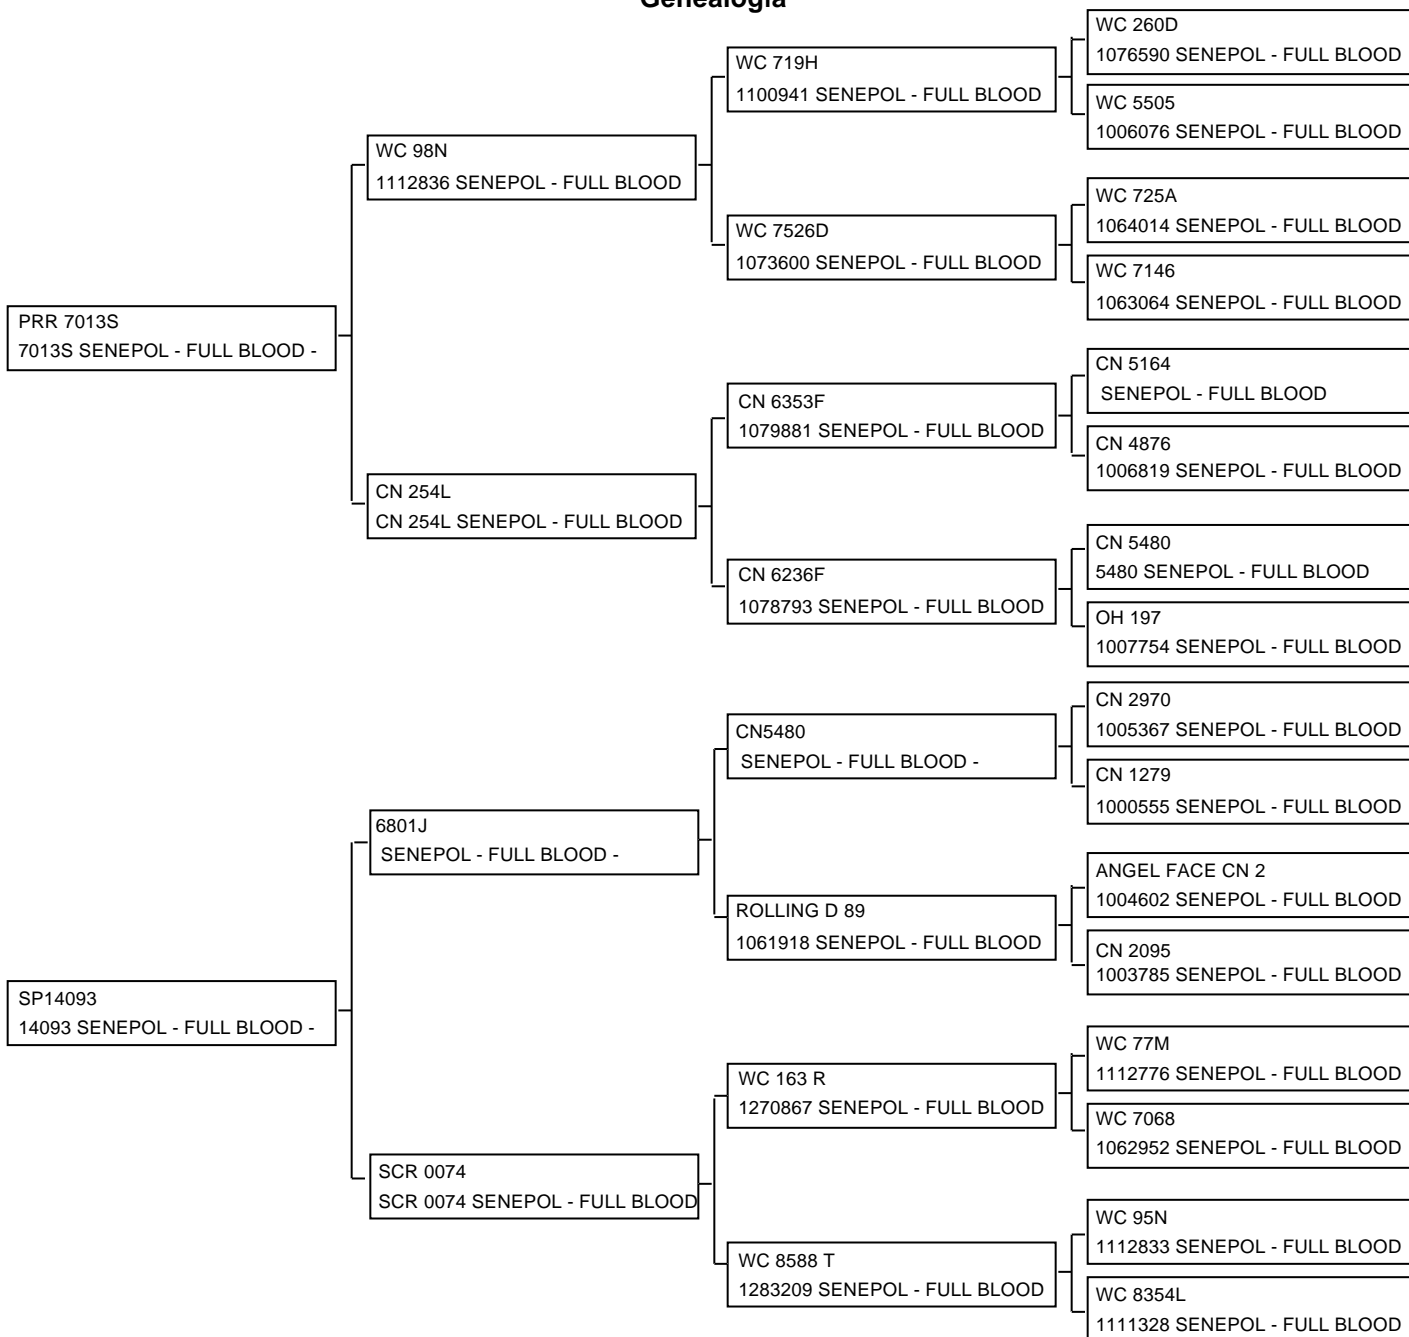 Genealogia
WC 260D
1076590 SENEPOL - FULL BLOOD
WC 719H
1100941 SENEPOL - FULL BLOOD
WC 5505
1006076 SENEPOL - FULL BLOOD
WC 98N
1112836 SENEPOL - FULL BLOOD
WC 725A
1064014 SENEPOL - FULL BLOOD
WC 7526D
1073600 SENEPOL - FULL BLOOD
WC 7146
1063064 SENEPOL - FULL BLOOD
PRR 7013S
7013S SENEPOL - FULL BLOOD -
CN 5164
SENEPOL - FULL BLOOD
CN 6353F
1079881 SENEPOL - FULL BLOOD
CN 4876
1006819 SENEPOL - FULL BLOOD
CN 254L
CN 254L SENEPOL - FULL BLOOD
CN 5480
5480 SENEPOL - FULL BLOOD
CN 6236F
1078793 SENEPOL - FULL BLOOD
OH 197
1007754 SENEPOL - FULL BLOOD
CN 2970
1005367 SENEPOL - FULL BLOOD
CN5480
SENEPOL - FULL BLOOD -
CN 1279
1000555 SENEPOL - FULL BLOOD
6801J
SENEPOL - FULL BLOOD -
ANGEL FACE CN 2
1004602 SENEPOL - FULL BLOOD
ROLLING D 89
1061918 SENEPOL - FULL BLOOD
CN 2095
1003785 SENEPOL - FULL BLOOD
SP14093
14093 SENEPOL - FULL BLOOD -
WC 77M
1112776 SENEPOL - FULL BLOOD
WC 163 R
1270867 SENEPOL - FULL BLOOD
WC 7068
1062952 SENEPOL - FULL BLOOD
SCR 0074
SCR 0074 SENEPOL - FULL BLOOD
WC 95N
1112833 SENEPOL - FULL BLOOD
WC 8588 T
1283209 SENEPOL - FULL BLOOD
WC 8354L
1111328 SENEPOL - FULL BLOOD